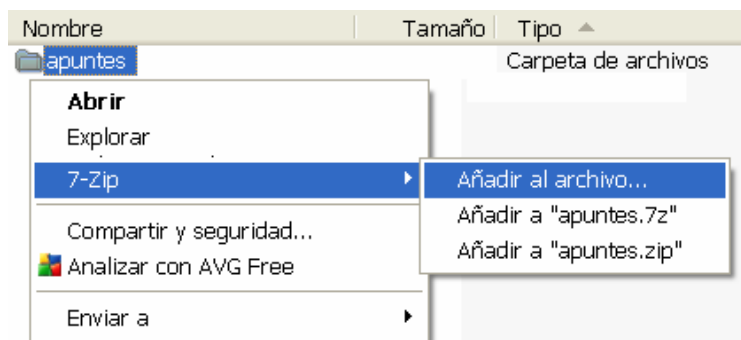 Nombre Tamaño Tipo
apuntes Carpeta de archivos
Abrir
Explorar
7-Zip Añadir al archivo...
Añadir a "apuntes.7z"
Compartir y seguridad...
Añadir a "apuntes.zip"
Analizar con AVG Free
Enviar a